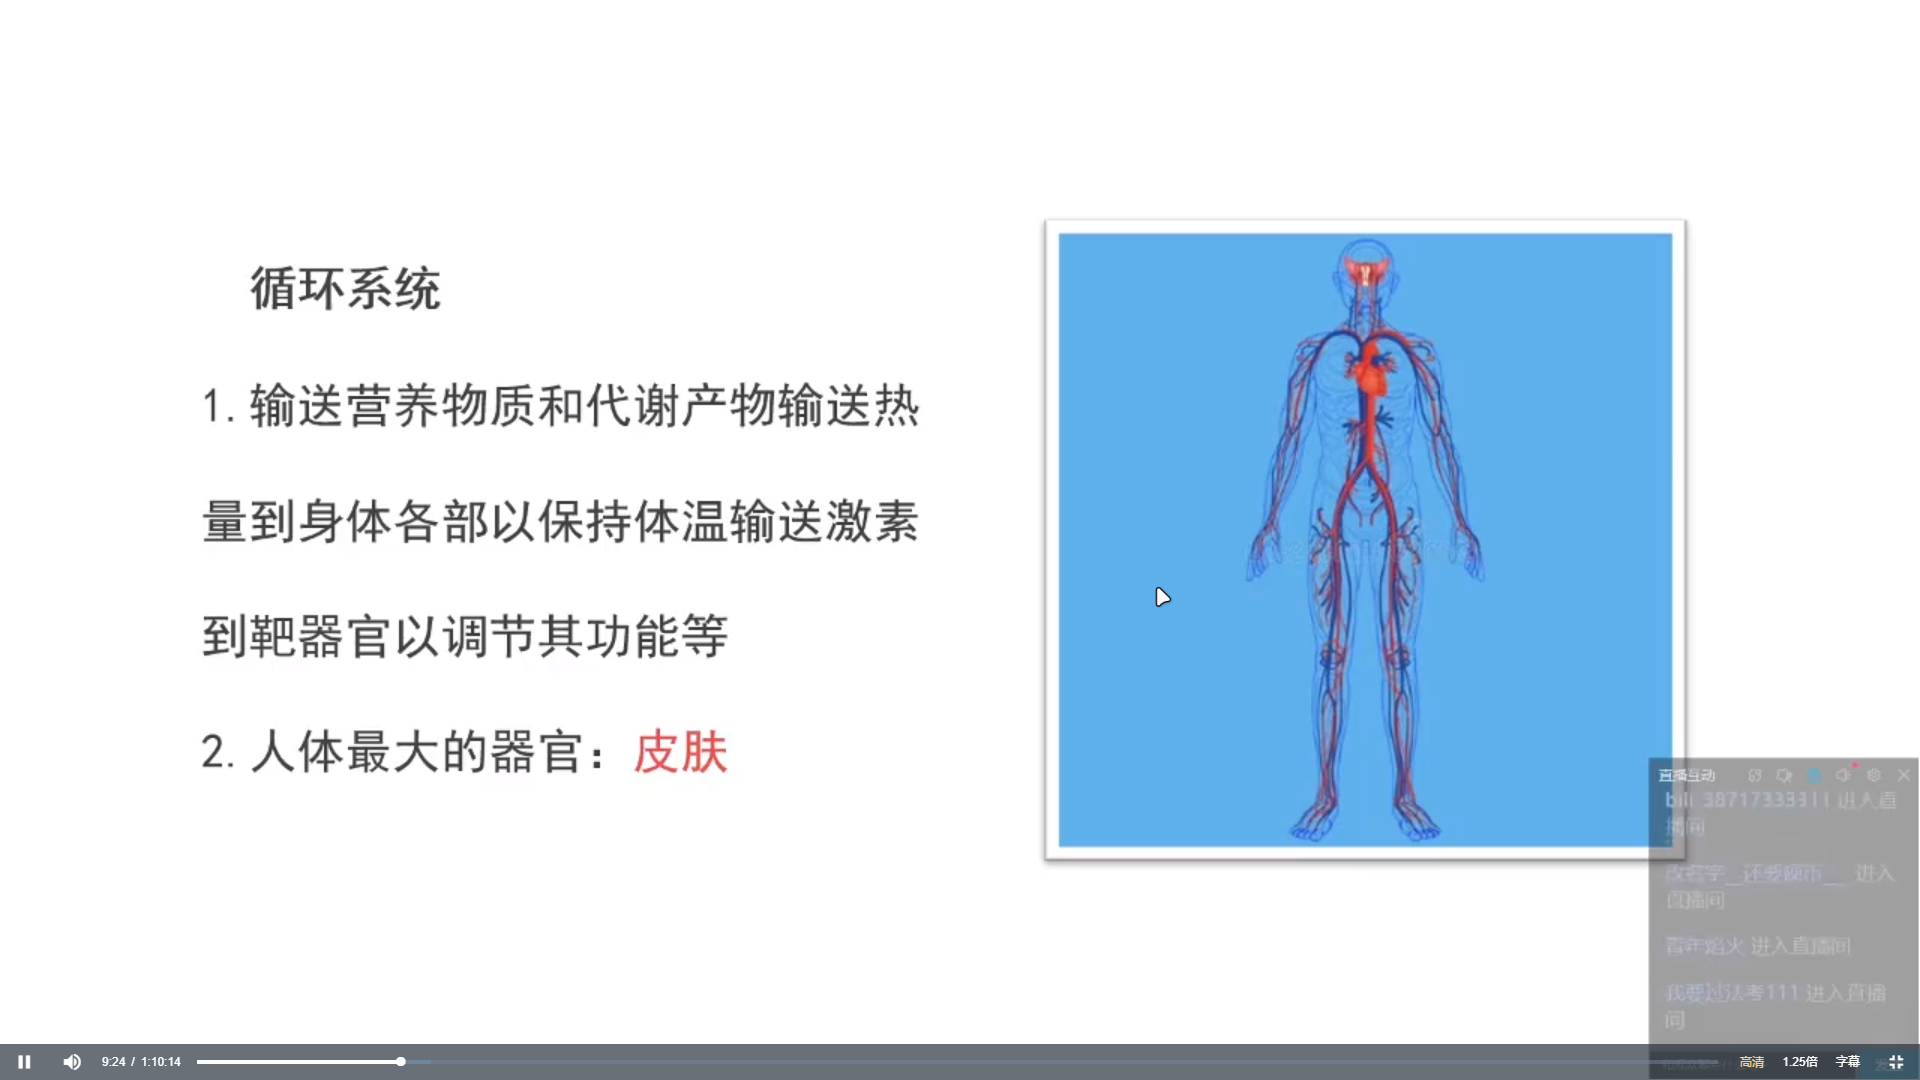 循环系统
1.输送营养物质和代谢产物输送热
量到身体各部以保持体温输送激素
到靶器官以调节其功能等
2.人体最大的器官：皮肤
直播互动
进入直
播间
改名字__还要硬币__ 进入
直播间
青年焰火 进入直播间
我要过法考111 进入直播
间
9:24 / 1:10:14
高清 1.25倍 字幕